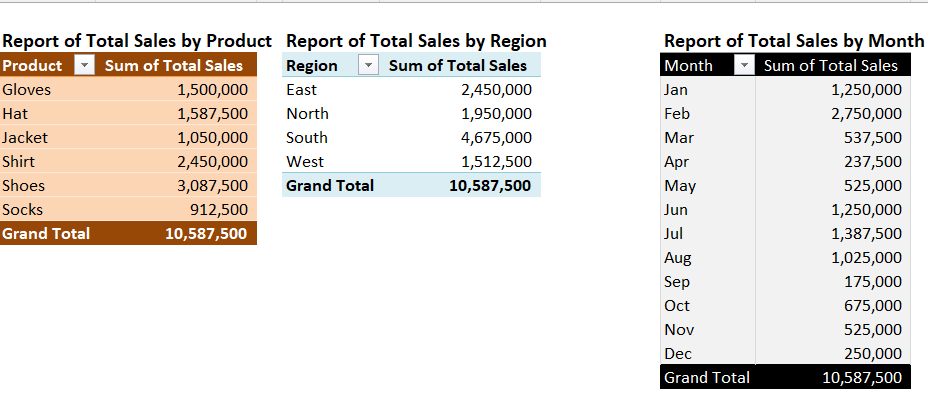 Report of Total Sales by Product
Product Sum of Total Sales
Gloves 1,500,000
Hat 1,587,500
Jacket 1,050,000
Shirt 2,450,000
Shoes 3,087,500
Socks 912,500
Grand Total 10,587,500
Report of Total Sales by Region
Region Sum of Total Sales
East 2,450,000
North 1,950,000
South 4,675,000
West 1,512,500
Grand Total 10,587,500
Report of Total Sales by Month
Month Sum of Total Sales
Jan 1,250,000
Feb 2,750,000
Mar 537,500
Apr 237,500
May 525,000
Jun 1,250,000
Jul 1,387,500
Aug 1,025,000
Sep 175,000
Oct 675,000
Nov 525,000
Dec 250,000
Grand Total 10,587,500